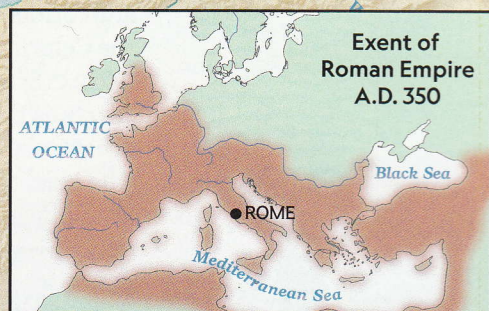 Exent of
Roman Empire
A.D. 350
ATLANTIC
OCEAN
Black Sea
ROME
Mediterranean Sea